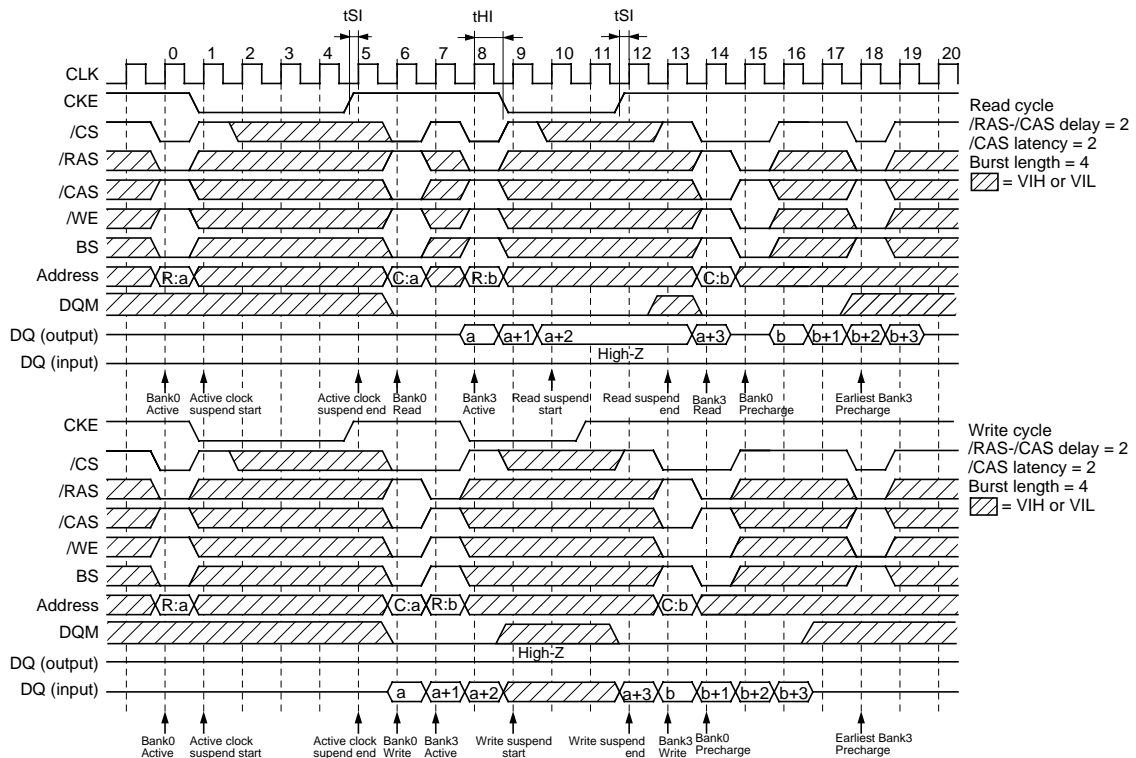 tSI tHI tSI
0 1 2 3 4 5 6 7 8 9 10 11 12 13 14 15 16 17 18 19 20
CLK
CKE
/CS
/RAS
/CAS
/WE
BS
Address R:a C:a R:b C:b
DQM
DQ (output) a a+1 a+2 a+3 b b+1 b+2 b+3
High-Z
DQ (input)
Read cycle
/RAS-/CAS delay = 2
/CAS latency = 2
Burst length = 4
= VIH or VIL
Bank0
Active
Active clock
suspend start
Active clock
suspend end
Bank0
Read
Bank3
Active
Read suspend
start
Read suspend
end
Bank3
Read
Bank0
Precharge
Earliest Bank3
Precharge
CKE
/CS
/RAS
/CAS
/WE
BS
Address R:a C:a R:b C:b
DQM
High-Z
DQ (output)
DQ (input) a a+1 a+2 a+3 b b+1 b+2 b+3
Write cycle
/RAS-/CAS delay = 2
/CAS latency = 2
Burst length = 4
= VIH or VIL
Bank0
Active
Active clock
suspend start
Active clock
supend end
Bank0
Write
Bank3
Active
Write suspend
start
Write suspend
end
Bank3
Write
Bank0
Precharge
Earliest Bank3
Precharge